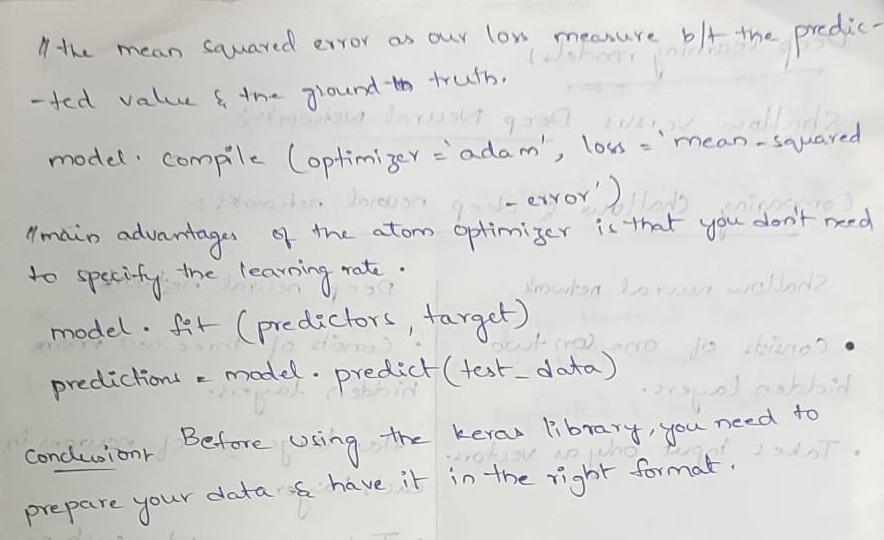 // the mean squared error as our loss measure b/t the predic-
-ted value & the ground truth.
model. compile (optimizer = 'adam', loss = 'mean-squared
-error')
// main advantages of the atom optimizer is that you don't need
to specify the learning rate.
model. fit (predictors, target)
predictions = model. predict (test_data)
Conclusion: Before using the keras library, you need to
prepare your data & have it in the right format.